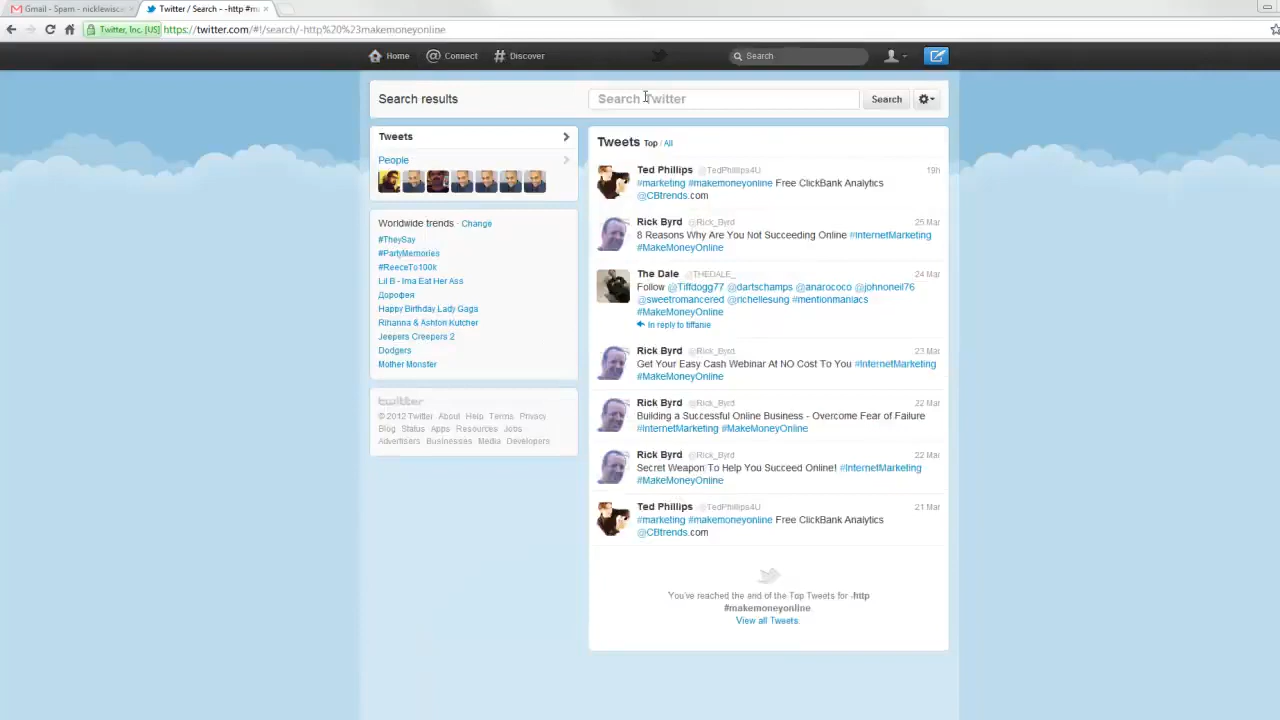 Gmail - Spam - nicklewisca
Twitter / Search - -http #m
Twitter, Inc. [US] https://twitter.com/#!/search/-http%20%23makemoneyonline
Home Connect Discover Search
Search results Search Twitter Search
Tweets
People
Worldwide trends · Change
#TheySay
#PartyMemories
#ReeceTo100k
Lil B - Ima Eat Her Ass
Дорофея
Happy Birthday Lady Gaga
Rihanna & Ashton Kutcher
Jeepers Creepers 2
Dodgers
Mother Monster
twitter
© 2012 Twitter About Help Terms Privacy
Blog Status Apps Resources Jobs
Advertisers Businesses Media Developers
Tweets Top / All
Ted Phillips @TedPhillips4U 19h
#marketing #makemoneyonline Free ClickBank Analytics
@CBtrends.com
Rick Byrd @Rick_Byrd 25 Mar
8 Reasons Why Are You Not Succeeding Online #InternetMarketing
#MakeMoneyOnline
The Dale @THEDALE_ 24 Mar
Follow @Tiffdogg77 @dartschamps @anarococo @johnoneil76
@sweetromancered @richellesung #mentionmaniacs
#MakeMoneyOnline
In reply to tiffanie
Rick Byrd @Rick_Byrd 23 Mar
Get Your Easy Cash Webinar At NO Cost To You #InternetMarketing
#MakeMoneyOnline
Rick Byrd @Rick_Byrd 22 Mar
Building a Successful Online Business - Overcome Fear of Failure
#InternetMarketing #MakeMoneyOnline
Rick Byrd @Rick_Byrd 22 Mar
Secret Weapon To Help You Succeed Online! #InternetMarketing
#MakeMoneyOnline
Ted Phillips @TedPhillips4U 21 Mar
#marketing #makemoneyonline Free ClickBank Analytics
@CBtrends.com
You've reached the end of the Top Tweets for -http
#makemoneyonline.
View all Tweets.